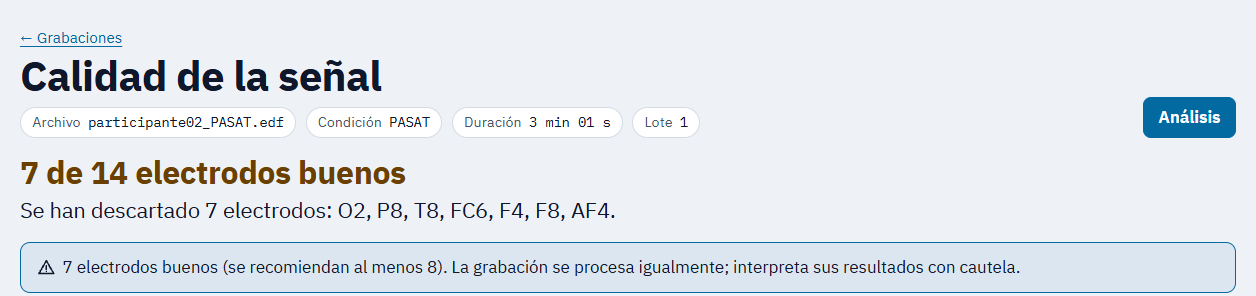 ← Grabaciones
Calidad de la señal
Archivo participante02_PASAT.edf
Condición PASAT
Duración 3 min 01 s
Lote 1
Análisis
7 de 14 electrodos buenos
Se han descartado 7 electrodos: O2, P8, T8, FC6, F4, F8, AF4.
⚠ 7 electrodos buenos (se recomiendan al menos 8). La grabación se procesa igualmente; interpreta sus resultados con cautela.